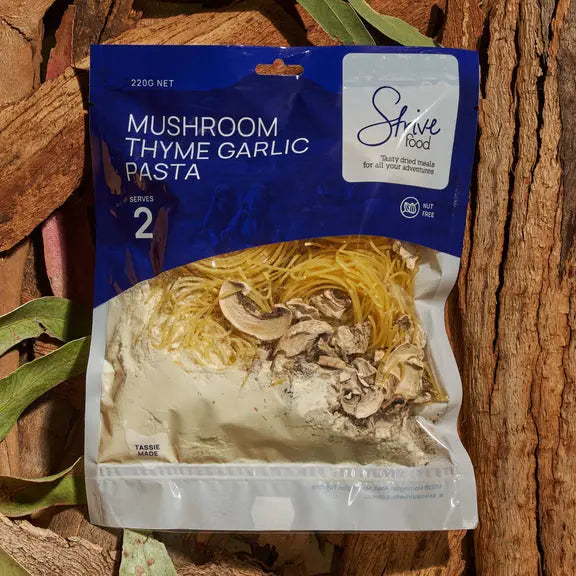 220G NET
MUSHROOM
THYME GARLIC
PASTA
SERVES
2
Strive
food
Tasty dried meals
for all your adventures
NUT
FREE
TASSIE
MADE